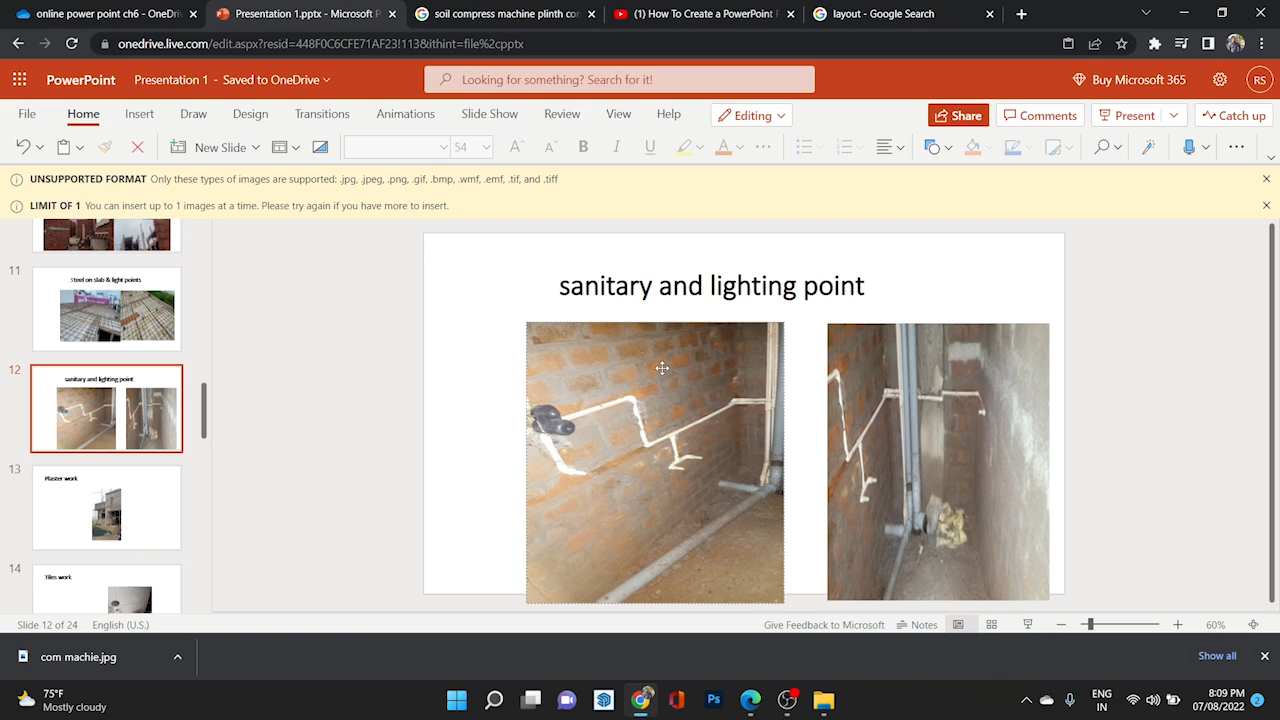 online power point ch6 - OneDriv
Presentation 1.pptx - Microsoft P
soil compress machine plinth con
(1) How To Create a PowerPoint P
layout - Google Search
onedrive.live.com/edit.aspx?resid=448F0C6CFE71AF23!113&ithint=file%2cpptx
PowerPoint
Presentation 1 - Saved to OneDrive
Looking for something? Search for it!
Buy Microsoft 365
RS
File
Home
Insert
Draw
Design
Transitions
Animations
Slide Show
Review
View
Help
Editing
Share
Comments
Present
Catch up
New Slide
54
B
I
U
A
UNSUPPORTED FORMAT Only these types of images are supported: .jpg, .jpeg, .png, .gif, .bmp, .wmf, .emf, .tif, and .tiff
LIMIT OF 1 You can insert up to 1 images at a time. Please try again if you have more to insert.
11
Steel on slab & light points
12
sanitary and lighting point
13
Plaster work
14
Tiles work
sanitary and lighting point
Slide 12 of 24
English (U.S.)
Give Feedback to Microsoft
Notes
60%
com machie.jpg
Show all
75°F
Mostly cloudy
Ps
ENG
IN
8:09 PM
07/08/2022
2